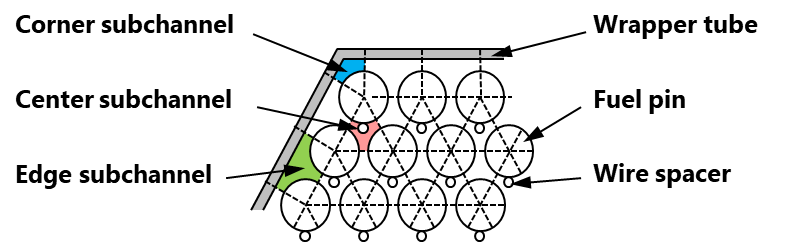 Corner subchannel
Wrapper tube
Center subchannel
Fuel pin
Edge subchannel
Wire spacer